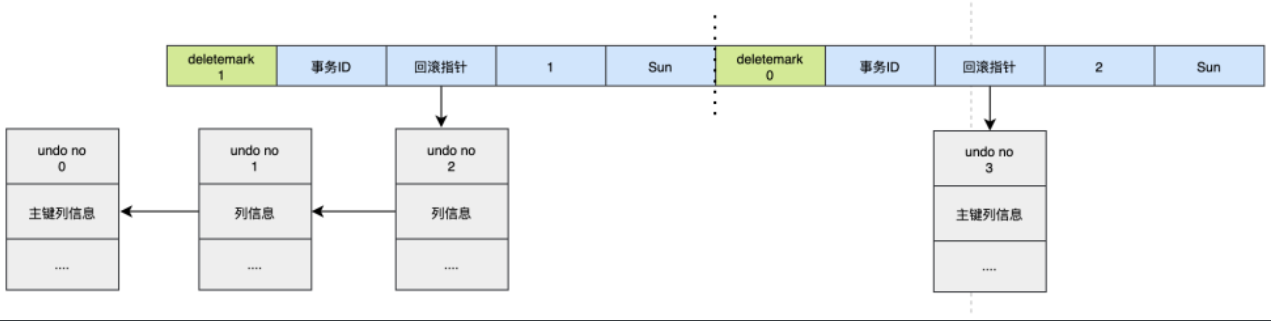 deletemark
1
事务ID
回滚指针
1
Sun
deletemark
0
事务ID
回滚指针
2
Sun
undo no
0
主键列信息
....
undo no
1
列信息
....
undo no
2
列信息
....
undo no
3
主键列信息
....